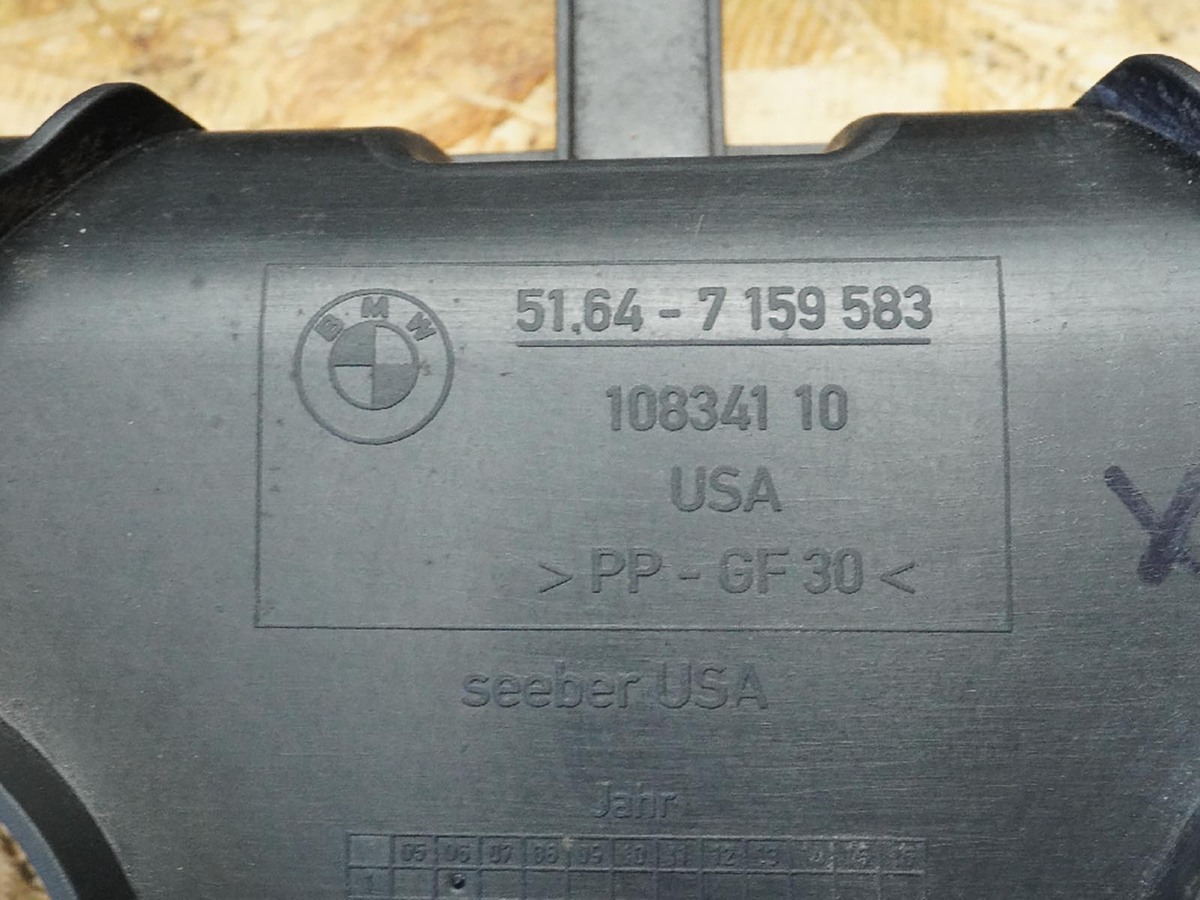 BMW
51.64 - 7 159 583
108341 10
USA
> PP - GF 30 <
seeber USA
Jahr
05 06 07 08 09 10 11 12 13 14 15 16
1